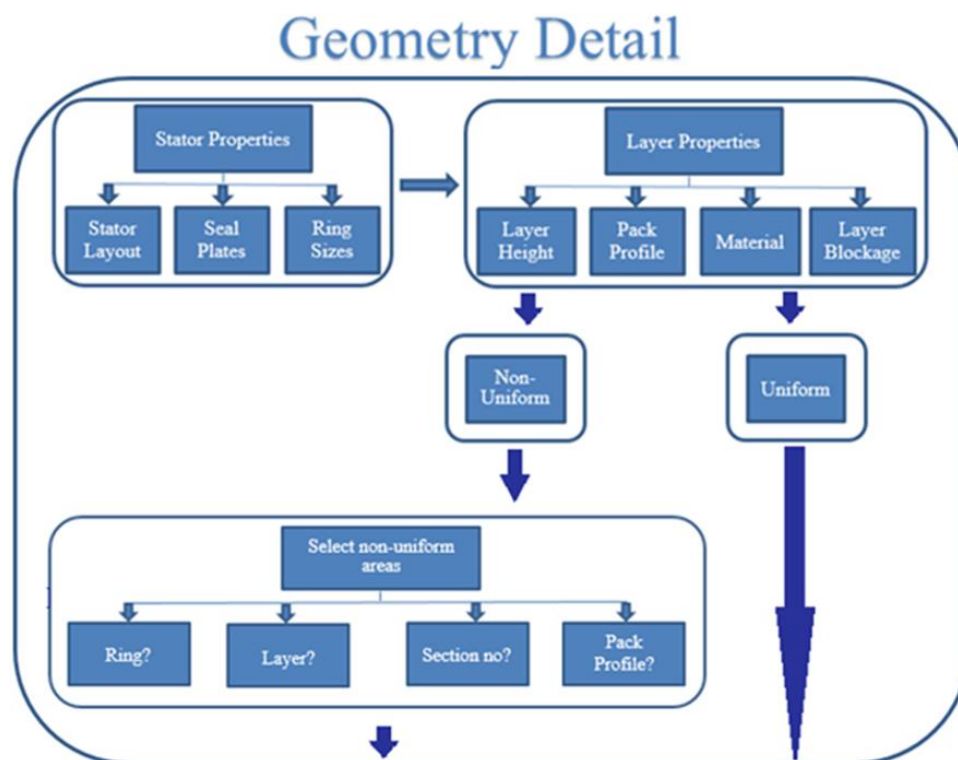 Geometry Detail
Stator Properties
Layer Properties
Stator
Layout
Seal
Plates
Ring
Sizes
Layer
Height
Pack
Profile
Material
Layer
Blockage
Non-
Uniform
Uniform
Select non-uniform
areas
Ring?
Layer?
Section no?
Pack
Profile?